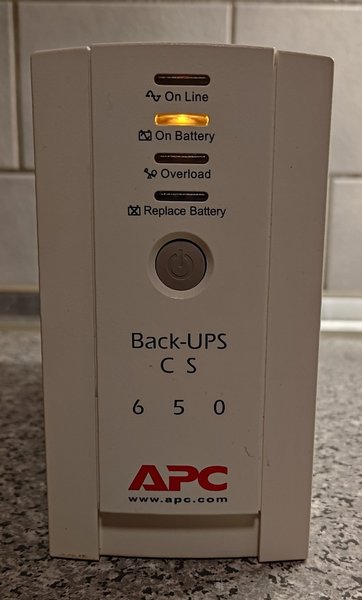 On Line
On Battery
Overload
Replace Battery
Back-UPS
C S
6 5 0
APC
www.apc.com